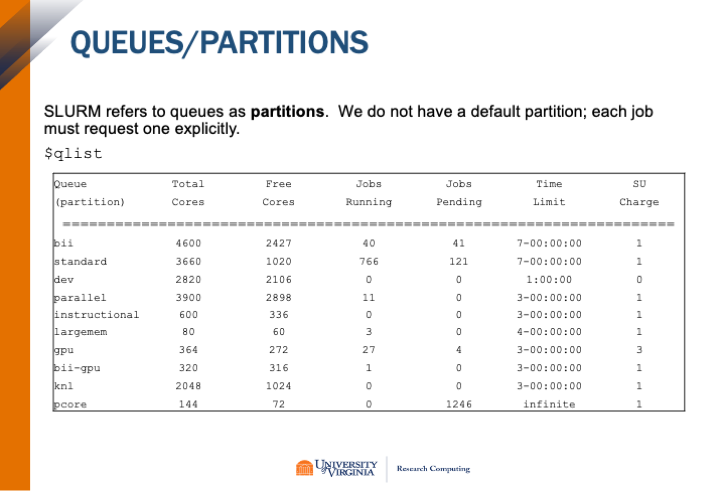 QUEUES/PARTITIONS
SLURM refers to queues as partitions. We do not have a default partition; each job
must request one explicitly.
$qlist
Queue Total Free Jobs Jobs Time SU
(partition) Cores Cores Running Pending Limit Charge
=====================================================================
bii 4600 2427 40 41 7-00:00:00 1
standard 3660 1020 766 121 7-00:00:00 1
dev 2820 2106 0 0 1:00:00 0
parallel 3900 2898 11 0 3-00:00:00 1
instructional 600 336 0 0 3-00:00:00 1
largemem 80 60 3 0 4-00:00:00 1
gpu 364 272 27 4 3-00:00:00 3
bii-gpu 320 316 1 0 3-00:00:00 1
knl 2048 1024 0 0 3-00:00:00 1
pcore 144 72 0 1246 infinite 1
UNIVERSITY of VIRGINIA Research Computing